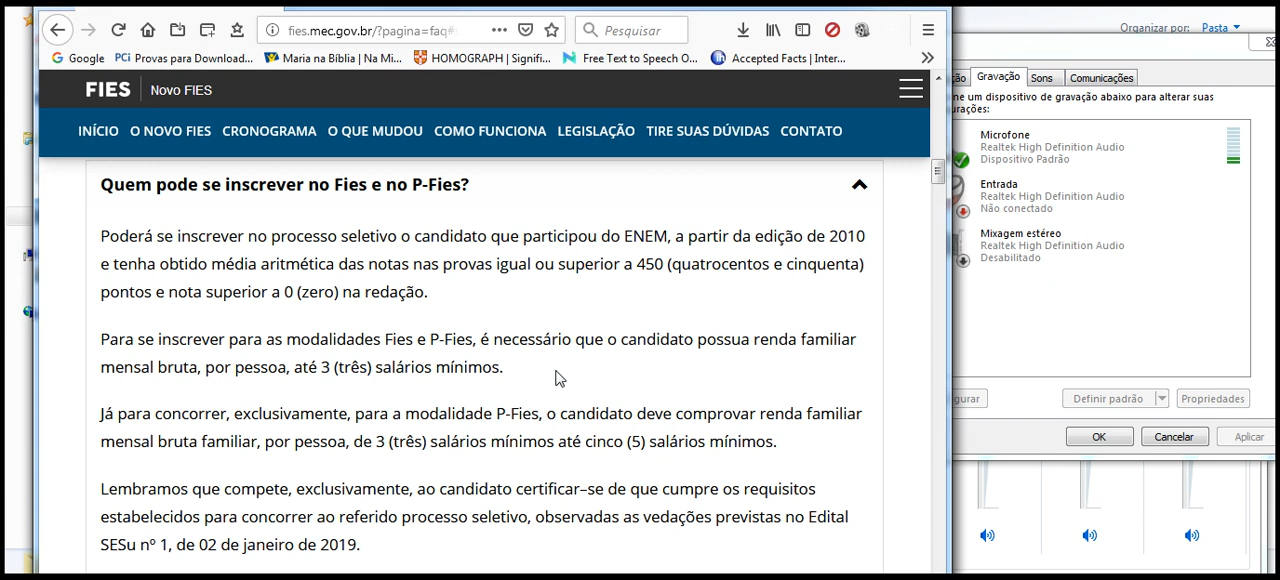 fies.mec.gov.br/?pagina=faq#
Pesquisar
Google
Provas para Download...
Maria na Bíblia | Na Mi...
HOMOGRAPH | Signifi...
Free Text to Speech O...
Accepted Facts | Inter...
FIES Novo FIES
INÍCIO O NOVO FIES CRONOGRAMA O QUE MUDOU COMO FUNCIONA LEGISLAÇÃO TIRE SUAS DÚVIDAS CONTATO
Quem pode se inscrever no Fies e no P-Fies?
Poderá se inscrever no processo seletivo o candidato que participou do ENEM, a partir da edição de 2010
e tenha obtido média aritmética das notas nas provas igual ou superior a 450 (quatrocentos e cinquenta)
pontos e nota superior a 0 (zero) na redação.
Para se inscrever para as modalidades Fies e P-Fies, é necessário que o candidato possua renda familiar
mensal bruta, por pessoa, até 3 (três) salários mínimos.
Já para concorrer, exclusivamente, para a modalidade P-Fies, o candidato deve comprovar renda familiar
mensal bruta familiar, por pessoa, de 3 (três) salários mínimos até cinco (5) salários mínimos.
Lembramos que compete, exclusivamente, ao candidato certificar–se de que cumpre os requisitos
estabelecidos para concorrer ao referido processo seletivo, observadas as vedações previstas no Edital
SESu nº 1, de 02 de janeiro de 2019.
Organizar por: Pasta
ção Gravação Sons Comunicações
ne um dispositivo de gravação abaixo para alterar suas
urações:
Microfone
Realtek High Definition Audio
Dispositivo Padrão
Entrada
Realtek High Definition Audio
Não conectado
Mixagem estéreo
Realtek High Definition Audio
Desabilitado
gurar Definir padrão Propriedades
OK Cancelar Aplicar